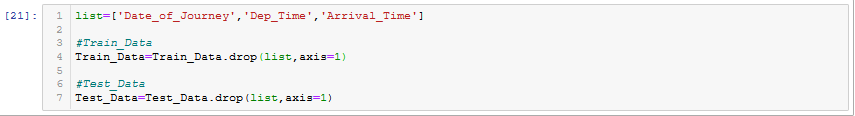 [21]:
1 list=['Date_of_Journey','Dep_Time','Arrival_Time']
2
3 #Train_Data
4 Train_Data=Train_Data.drop(list,axis=1)
5
6 #Test_Data
7 Test_Data=Test_Data.drop(list,axis=1)